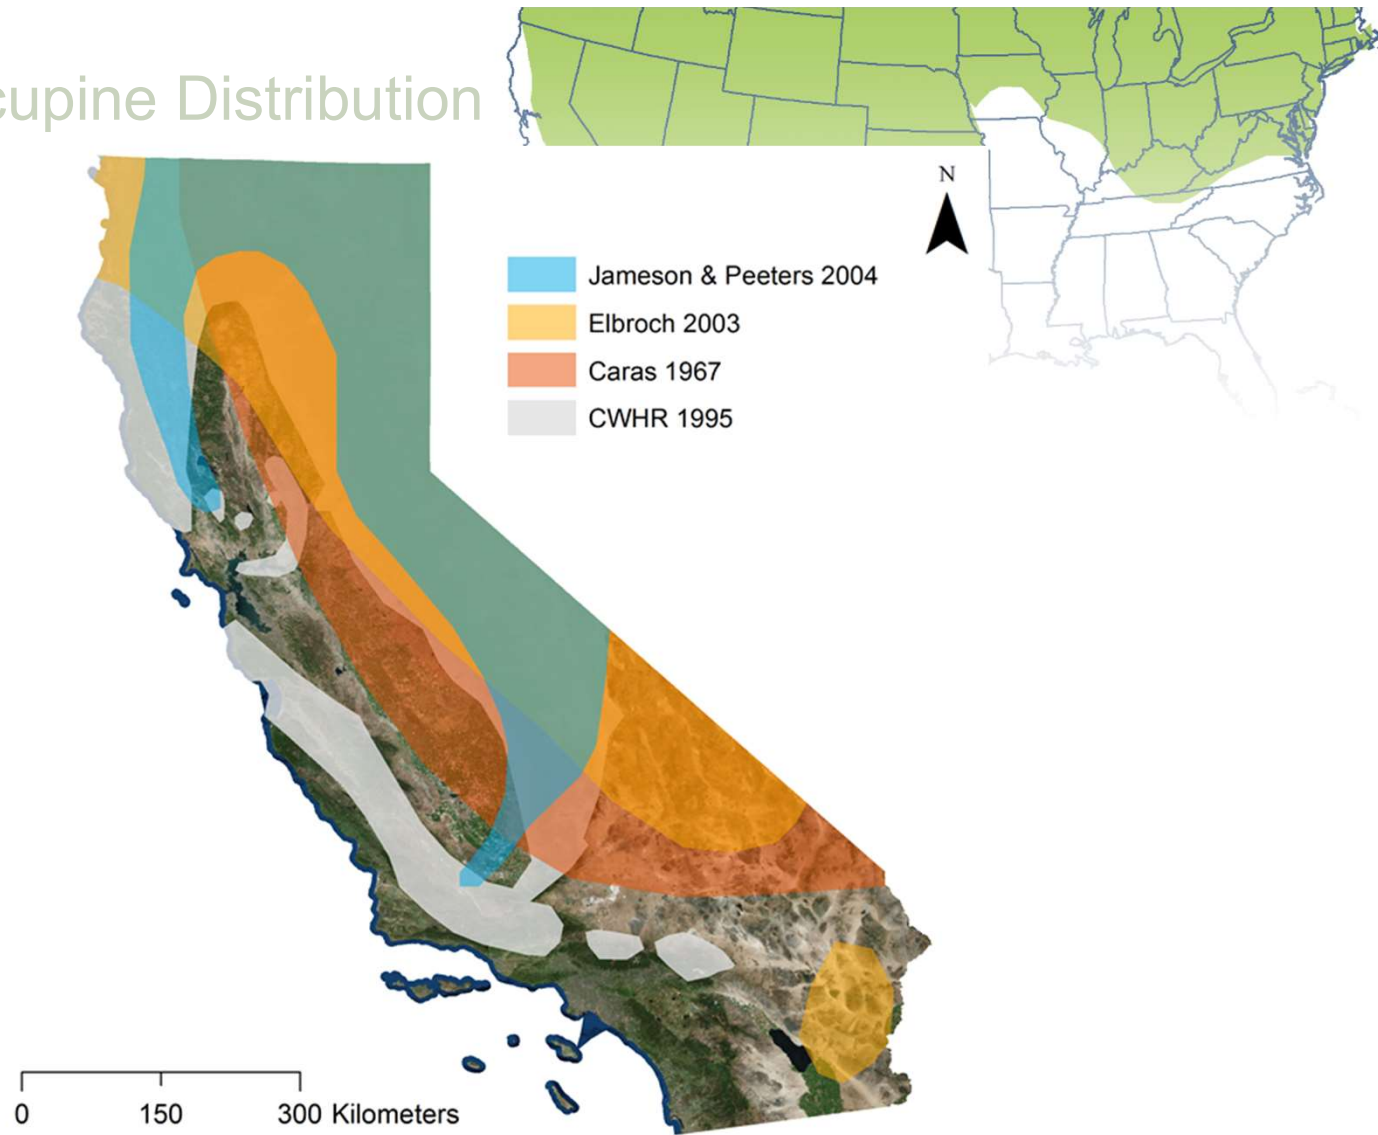 cupine Distribution
N
Jameson & Peeters 2004
Elbroch 2003
Caras 1967
CWHR 1995
0 150 300 Kilometers